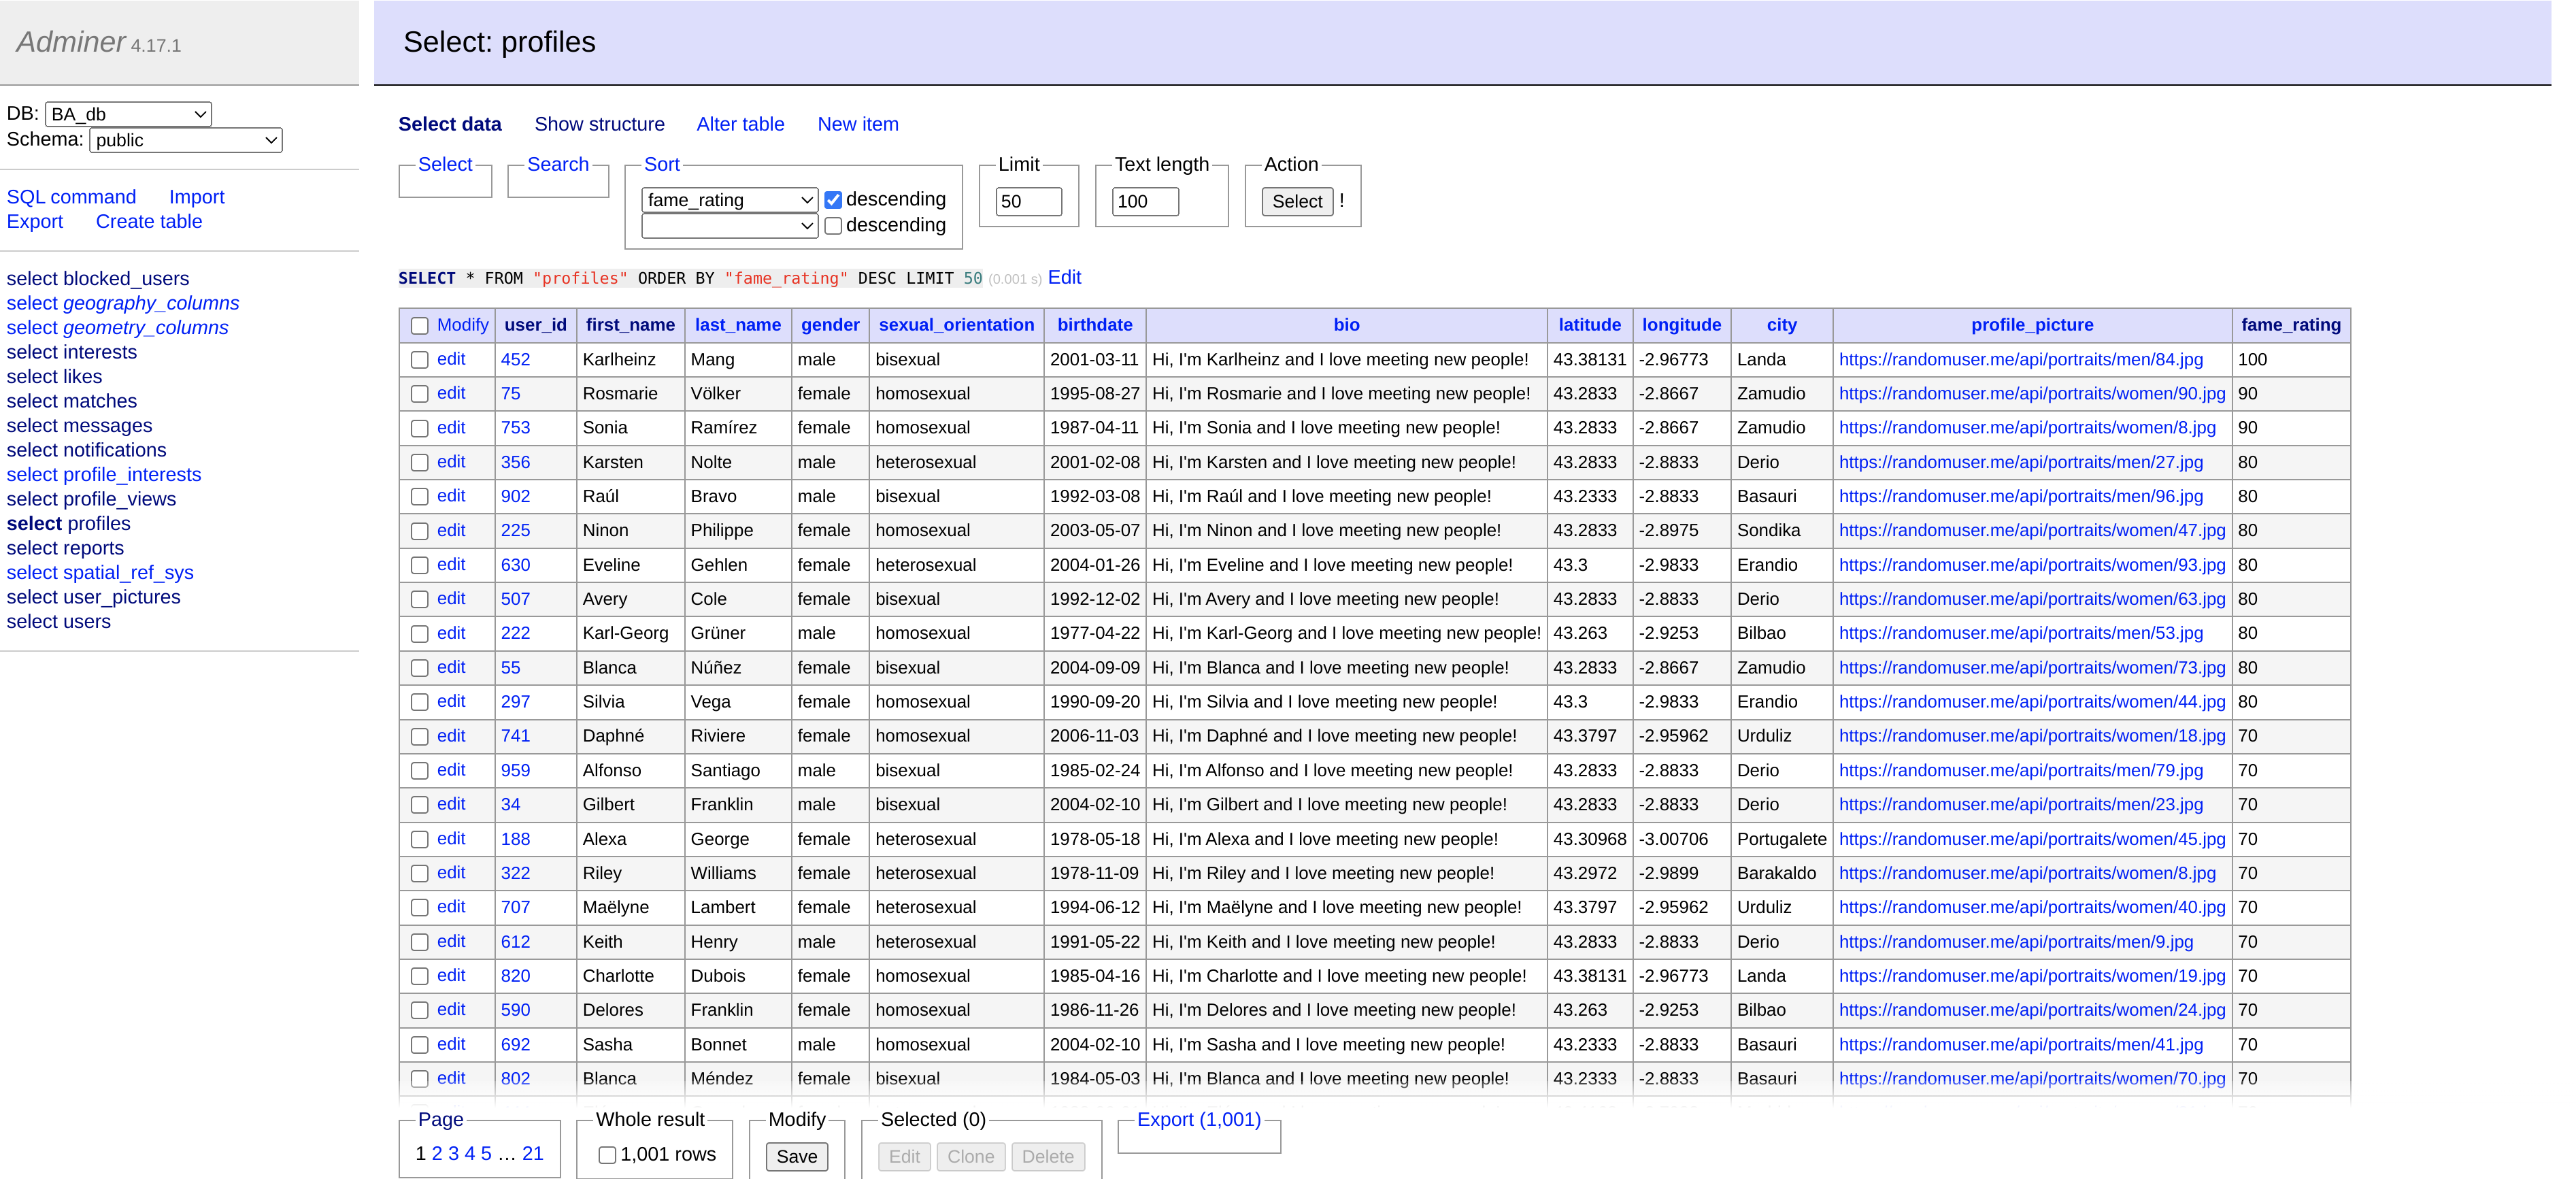 Adminer 4.17.1
DB: BA_db
Schema: public
SQL command Import
Export Create table
select blocked_users
select geography_columns
select geometry_columns
select interests
select likes
select matches
select messages
select notifications
select profile_interests
select profile_views
select profiles
select reports
select spatial_ref_sys
select user_pictures
select users
Select: profiles
Select data Show structure Alter table New item
Select Search Sort Limit Text length Action
fame_rating descending 50 100 Select !
descending
SELECT * FROM "profiles" ORDER BY "fame_rating" DESC LIMIT 50 (0.001 s) Edit
Modify user_id first_name last_name gender sexual_orientation birthdate bio latitude longitude city profile_picture fame_rating
edit 452 Karlheinz Mang male bisexual 2001-03-11 Hi, I'm Karlheinz and I love meeting new people! 43.38131 -2.96773 Landa https://randomuser.me/api/portraits/men/84.jpg 100
edit 75 Rosmarie Völker female homosexual 1995-08-27 Hi, I'm Rosmarie and I love meeting new people! 43.2833 -2.8667 Zamudio https://randomuser.me/api/portraits/women/90.jpg 90
edit 753 Sonia Ramírez female homosexual 1987-04-11 Hi, I'm Sonia and I love meeting new people! 43.2833 -2.8667 Zamudio https://randomuser.me/api/portraits/women/8.jpg 90
edit 356 Karsten Nolte male heterosexual 2001-02-08 Hi, I'm Karsten and I love meeting new people! 43.2833 -2.8833 Derio https://randomuser.me/api/portraits/men/27.jpg 80
edit 902 Raúl Bravo male bisexual 1992-03-08 Hi, I'm Raúl and I love meeting new people! 43.2333 -2.8833 Basauri https://randomuser.me/api/portraits/men/96.jpg 80
edit 225 Ninon Philippe female homosexual 2003-05-07 Hi, I'm Ninon and I love meeting new people! 43.2833 -2.8975 Sondika https://randomuser.me/api/portraits/women/47.jpg 80
edit 630 Eveline Gehlen female heterosexual 2004-01-26 Hi, I'm Eveline and I love meeting new people! 43.3 -2.9833 Erandio https://randomuser.me/api/portraits/women/93.jpg 80
edit 507 Avery Cole female bisexual 1992-12-02 Hi, I'm Avery and I love meeting new people! 43.2833 -2.8833 Derio https://randomuser.me/api/portraits/women/63.jpg 80
edit 222 Karl-Georg Grüner male homosexual 1977-04-22 Hi, I'm Karl-Georg and I love meeting new people! 43.263 -2.9253 Bilbao https://randomuser.me/api/portraits/men/53.jpg 80
edit 55 Blanca Núñez female bisexual 2004-09-09 Hi, I'm Blanca and I love meeting new people! 43.2833 -2.8667 Zamudio https://randomuser.me/api/portraits/women/73.jpg 80
edit 297 Silvia Vega female homosexual 1990-09-20 Hi, I'm Silvia and I love meeting new people! 43.3 -2.9833 Erandio https://randomuser.me/api/portraits/women/44.jpg 80
edit 741 Daphné Riviere female homosexual 2006-11-03 Hi, I'm Daphné and I love meeting new people! 43.3797 -2.95962 Urduliz https://randomuser.me/api/portraits/women/18.jpg 70
edit 959 Alfonso Santiago male bisexual 1985-02-24 Hi, I'm Alfonso and I love meeting new people! 43.2833 -2.8833 Derio https://randomuser.me/api/portraits/men/79.jpg 70
edit 34 Gilbert Franklin male bisexual 2004-02-10 Hi, I'm Gilbert and I love meeting new people! 43.2833 -2.8833 Derio https://randomuser.me/api/portraits/men/23.jpg 70
edit 188 Alexa George female heterosexual 1978-05-18 Hi, I'm Alexa and I love meeting new people! 43.30968 -3.00706 Portugalete https://randomuser.me/api/portraits/women/45.jpg 70
edit 322 Riley Williams female heterosexual 1978-11-09 Hi, I'm Riley and I love meeting new people! 43.2972 -2.9899 Barakaldo https://randomuser.me/api/portraits/women/8.jpg 70
edit 707 Maëlyne Lambert female heterosexual 1994-06-12 Hi, I'm Maëlyne and I love meeting new people! 43.3797 -2.95962 Urduliz https://randomuser.me/api/portraits/women/40.jpg 70
edit 612 Keith Henry male heterosexual 1991-05-22 Hi, I'm Keith and I love meeting new people! 43.2833 -2.8833 Derio https://randomuser.me/api/portraits/men/9.jpg 70
edit 820 Charlotte Dubois female homosexual 1985-04-16 Hi, I'm Charlotte and I love meeting new people! 43.38131 -2.96773 Landa https://randomuser.me/api/portraits/women/19.jpg 70
edit 590 Delores Franklin female homosexual 1986-11-26 Hi, I'm Delores and I love meeting new people! 43.263 -2.9253 Bilbao https://randomuser.me/api/portraits/women/24.jpg 70
edit 692 Sasha Bonnet male homosexual 2004-02-10 Hi, I'm Sasha and I love meeting new people! 43.2333 -2.8833 Basauri https://randomuser.me/api/portraits/men/41.jpg 70
edit 802 Blanca Méndez female bisexual 1984-05-03 Hi, I'm Blanca and I love meeting new people! 43.2333 -2.8833 Basauri https://randomuser.me/api/portraits/women/70.jpg 70
Page Whole result Modify Selected (0) Export (1,001)
1 2 3 4 5 … 21 1,001 rows Save Edit Clone Delete